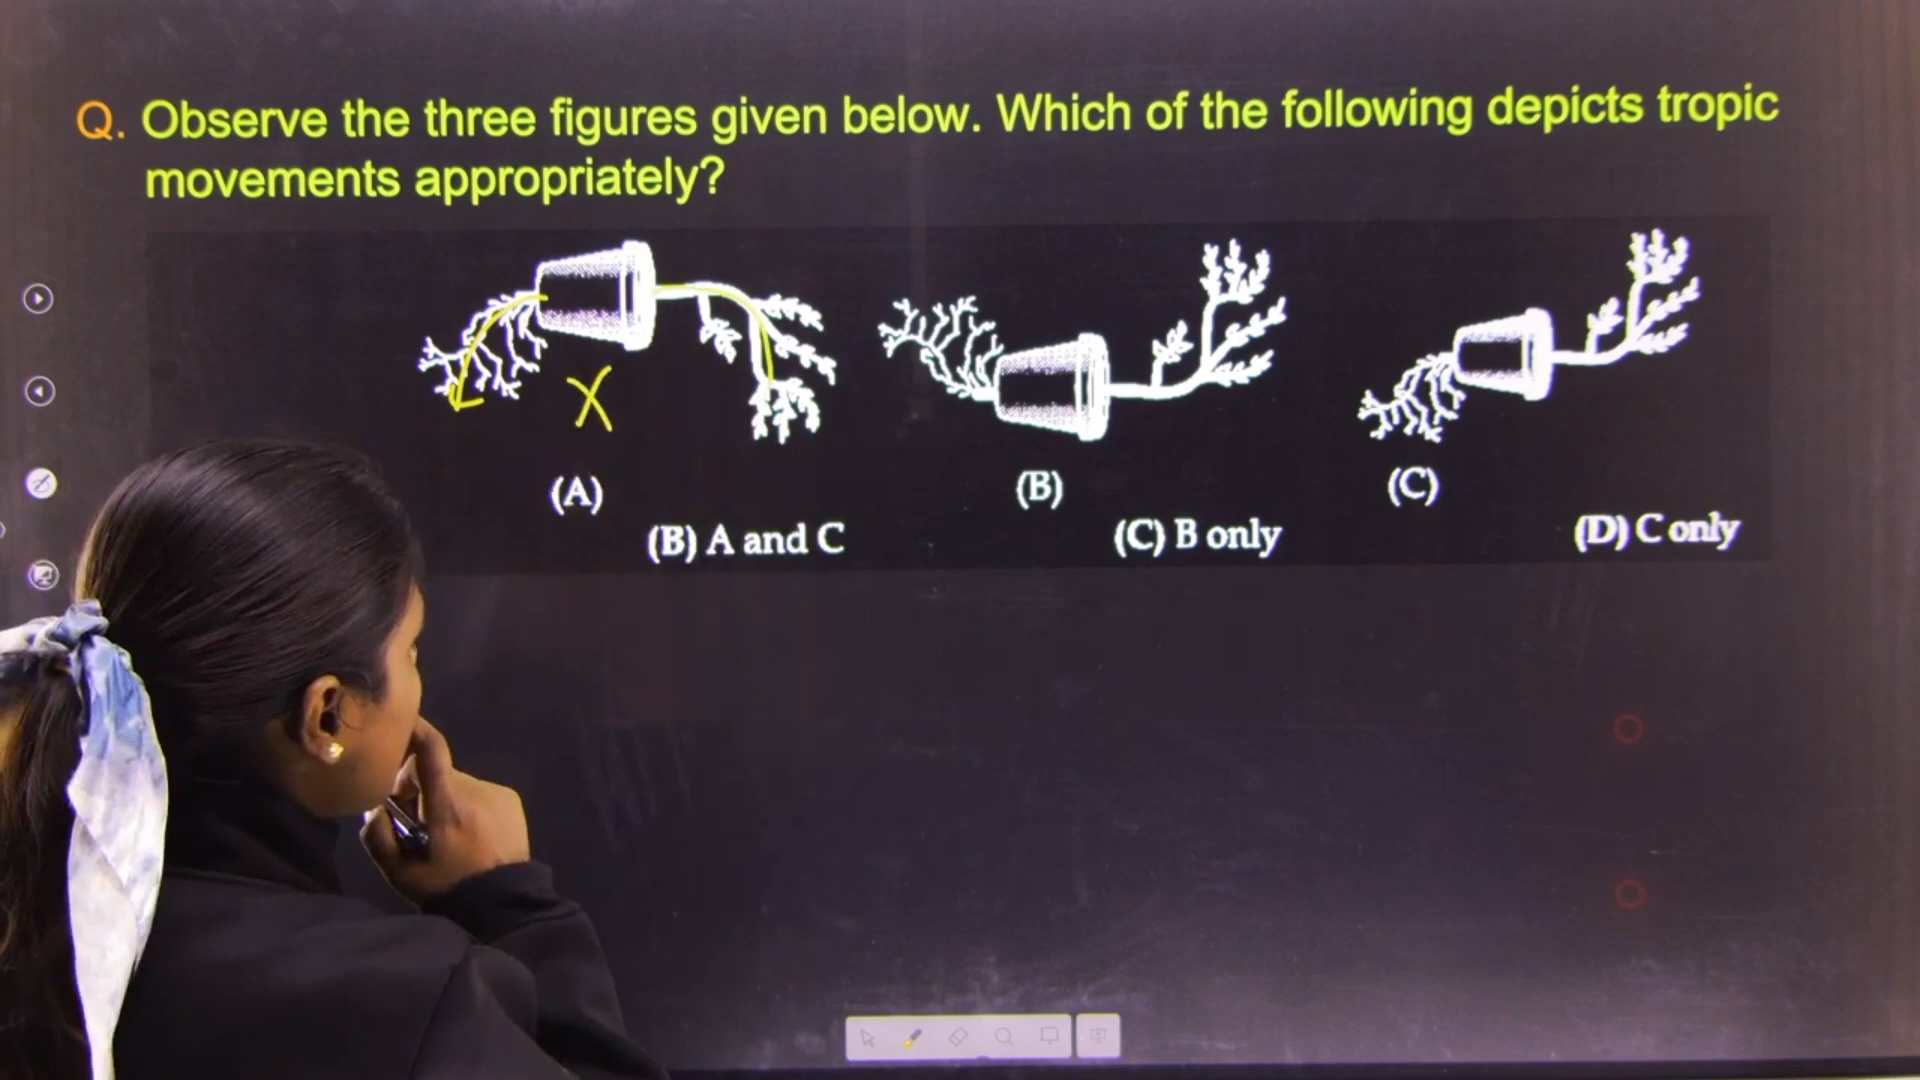 Q. Observe the three figures given below. Which of the following depicts tropic
movements appropriately?
X
(A) (B) (C)
(B) A and C (C) B only (D) C only